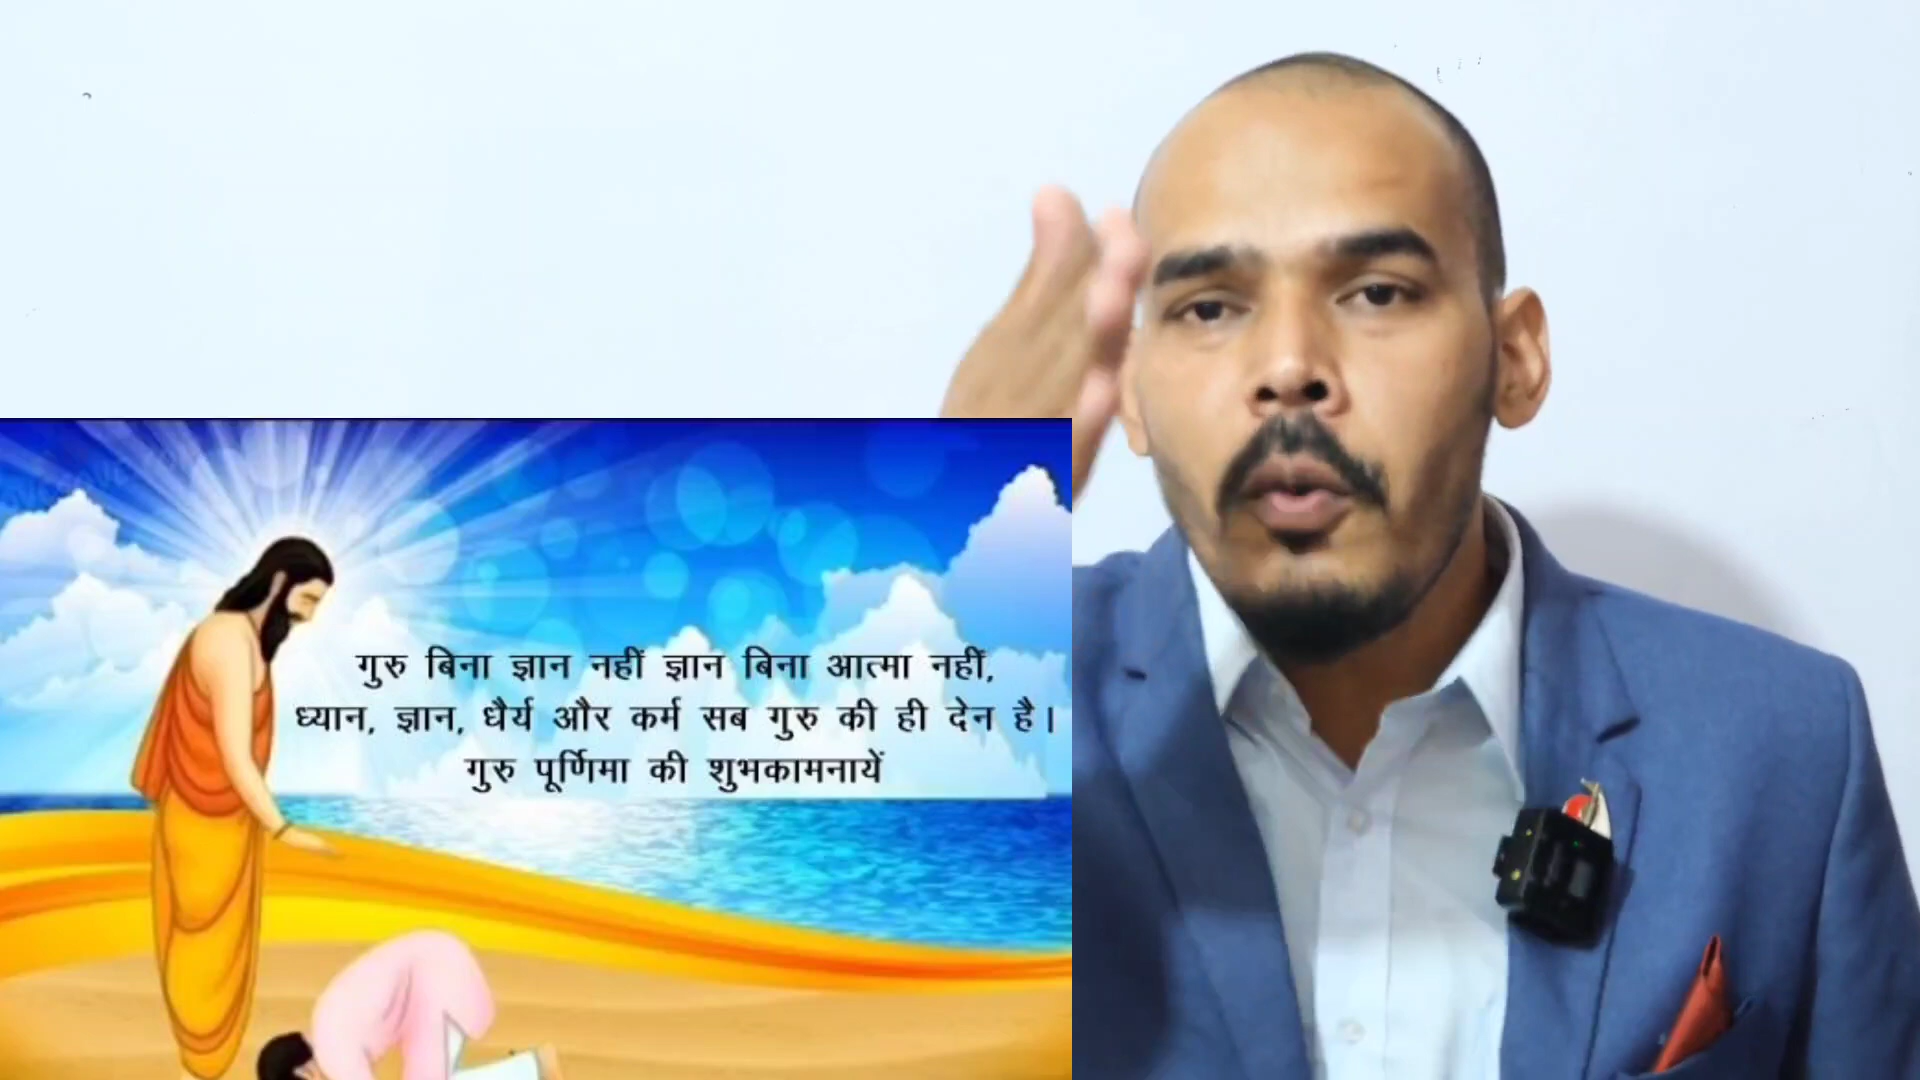 गुरु बिना ज्ञान नहीं ज्ञान बिना आत्मा नहीं,
ध्यान, ज्ञान, धैर्य और कर्म सब गुरु की ही देन है।
गुरु पूर्णिमा की शुभकामनायें